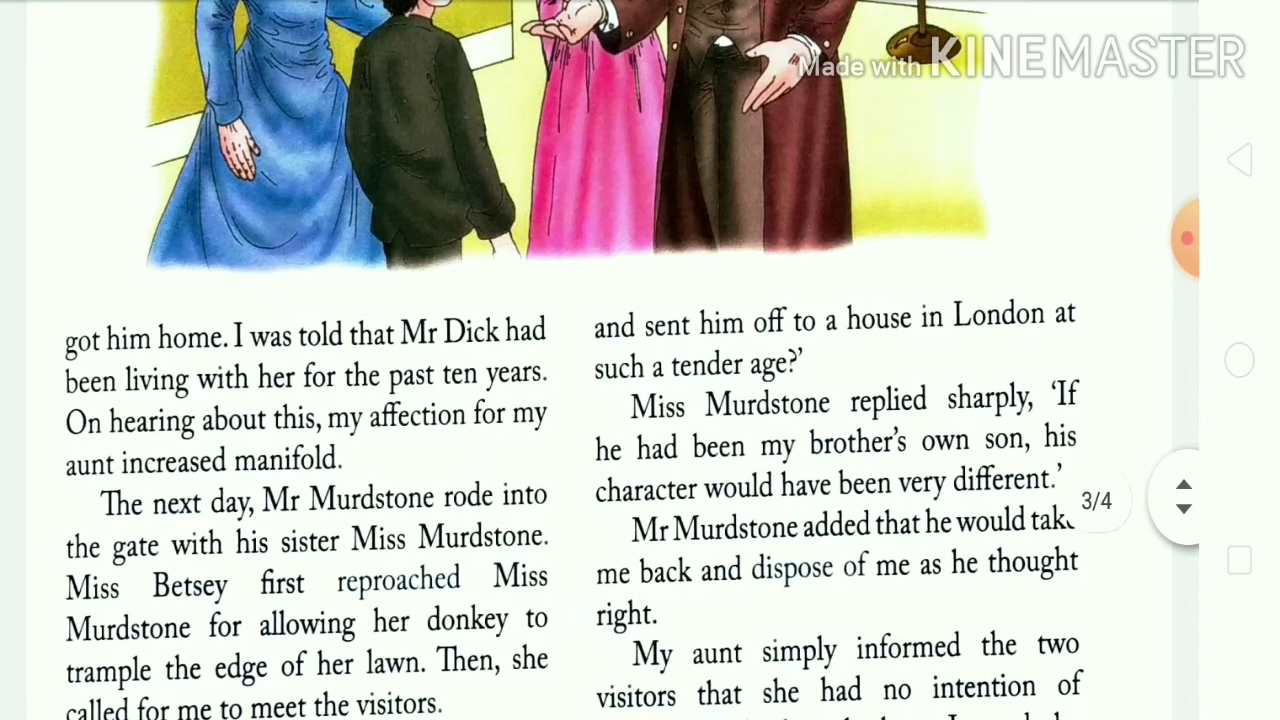 Made with KINEMASTER
got him home. I was told that Mr Dick had
been living with her for the past ten years.
On hearing about this, my affection for my
aunt increased manifold.
The next day, Mr Murdstone rode into
the gate with his sister Miss Murdstone.
Miss Betsey first reproached Miss
Murdstone for allowing her donkey to
trample the edge of her lawn. Then, she
called for me to meet the visitors.
and sent him off to a house in London at
such a tender age?’
Miss Murdstone replied sharply, ‘If
he had been my brother’s own son, his
character would have been very different.’
Mr Murdstone added that he would take
me back and dispose of me as he thought
right.
My aunt simply informed the two
visitors that she had no intention of
3/4